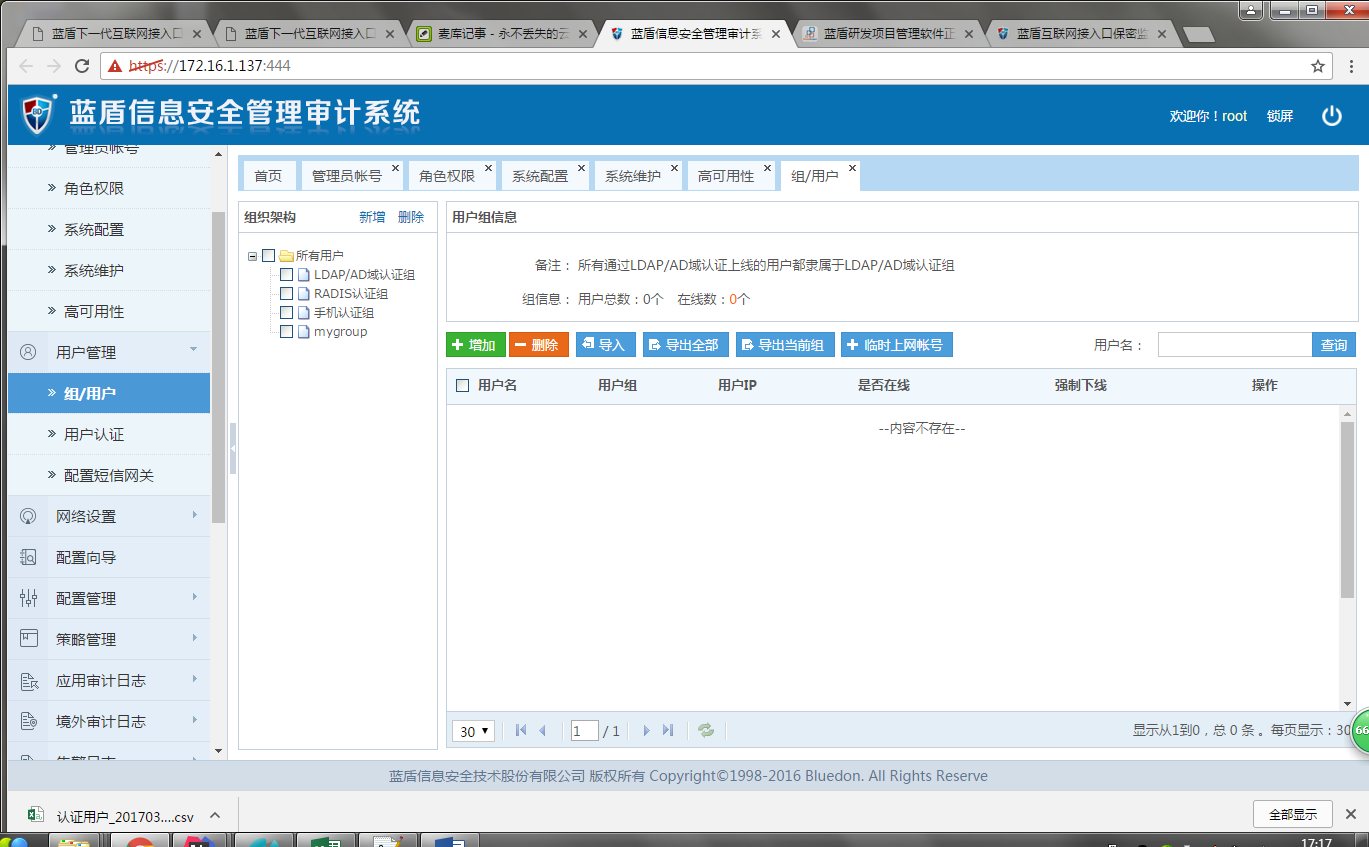 蓝盾下一代互联网接入口
蓝盾下一代互联网接入口
麦库记事 - 永不丢失的云
蓝盾信息安全管理审计系
蓝盾研发项目管理软件正
蓝盾互联网接入口保密监
https://172.16.1.137:444
蓝盾信息安全管理审计系统
欢迎你！root 锁屏
管理员帐号
角色权限
系统配置
系统维护
高可用性
用户管理
组/用户
用户认证
配置短信网关
网络设置
配置向导
配置管理
策略管理
应用审计日志
境外审计日志
告警日志
首页 管理员帐号 角色权限 系统配置 系统维护 高可用性 组/用户
组织架构 新增 删除
所有用户
LDAP/AD域认证组
RADIS认证组
手机认证组
mygroup
用户组信息
备注： 所有通过LDAP/AD域认证上线的用户都隶属于LDAP/AD域认证组
组信息： 用户总数：0个 在线数：0个
增加 删除 导入 导出全部 导出当前组 临时上网帐号 用户名： 查询
用户名 用户组 用户IP 是否在线 强制下线 操作
--内容不存在--
30 1 / 1 显示从1到0，总 0 条 。每页显示：30
66
蓝盾信息安全技术股份有限公司 版权所有 Copyright©1998-2016 Bluedon. All Rights Reserve
认证用户_201703....csv 全部显示
17:17